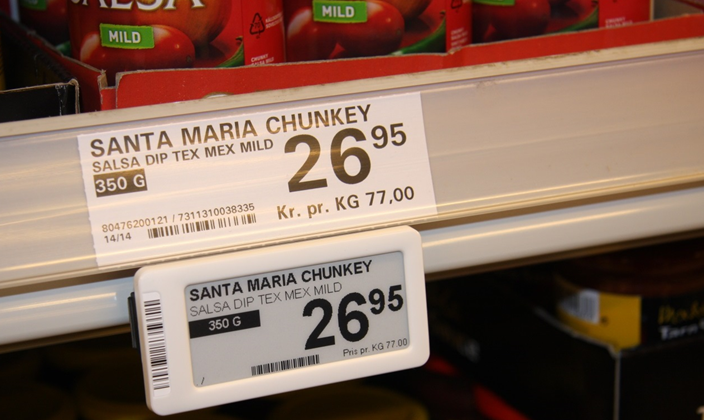 SALSA
MILD
MILD
SANTA MARIA CHUNKEY
SALSA DIP TEX MEX MILD
350 G
26 95
Kr. pr. KG 77,00
80476200121 / 7311310038335
14/14
SANTA MARIA CHUNKEY
SALSA DIP TEX MEX MILD
350 G
26 95
Pris pr. KG 77.00
/